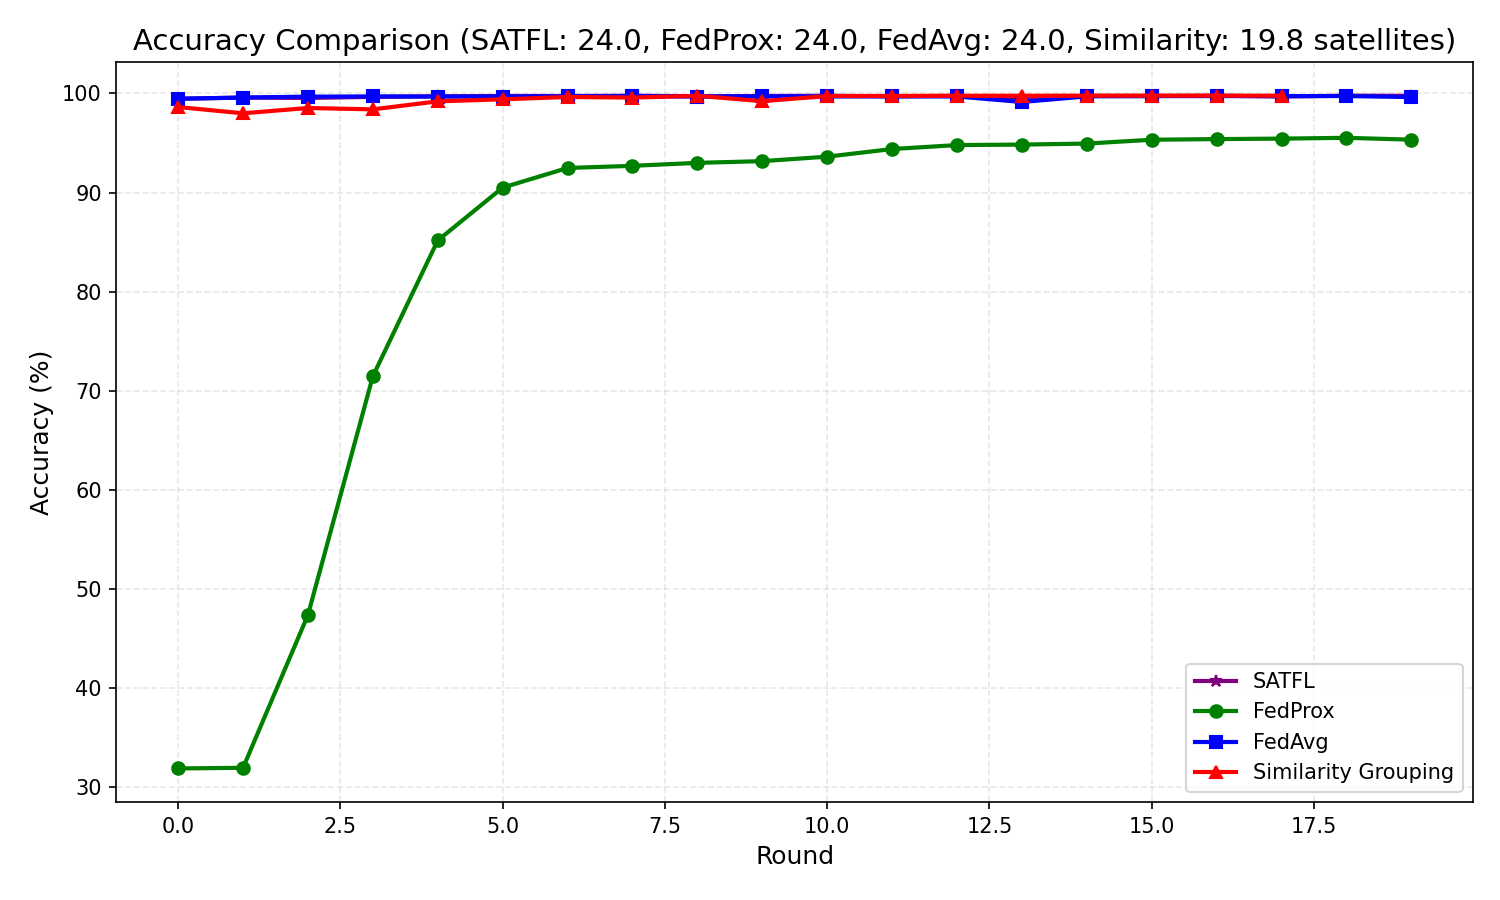 Accuracy Comparison (SATFL: 24.0, FedProx: 24.0, FedAvg: 24.0, Similarity: 19.8 satellites)
Accuracy (%)
100
90
80
70
60
50
40
30
0.0 2.5 5.0 7.5 10.0 12.5 15.0 17.5
Round
SATFL
FedProx
FedAvg
Similarity Grouping